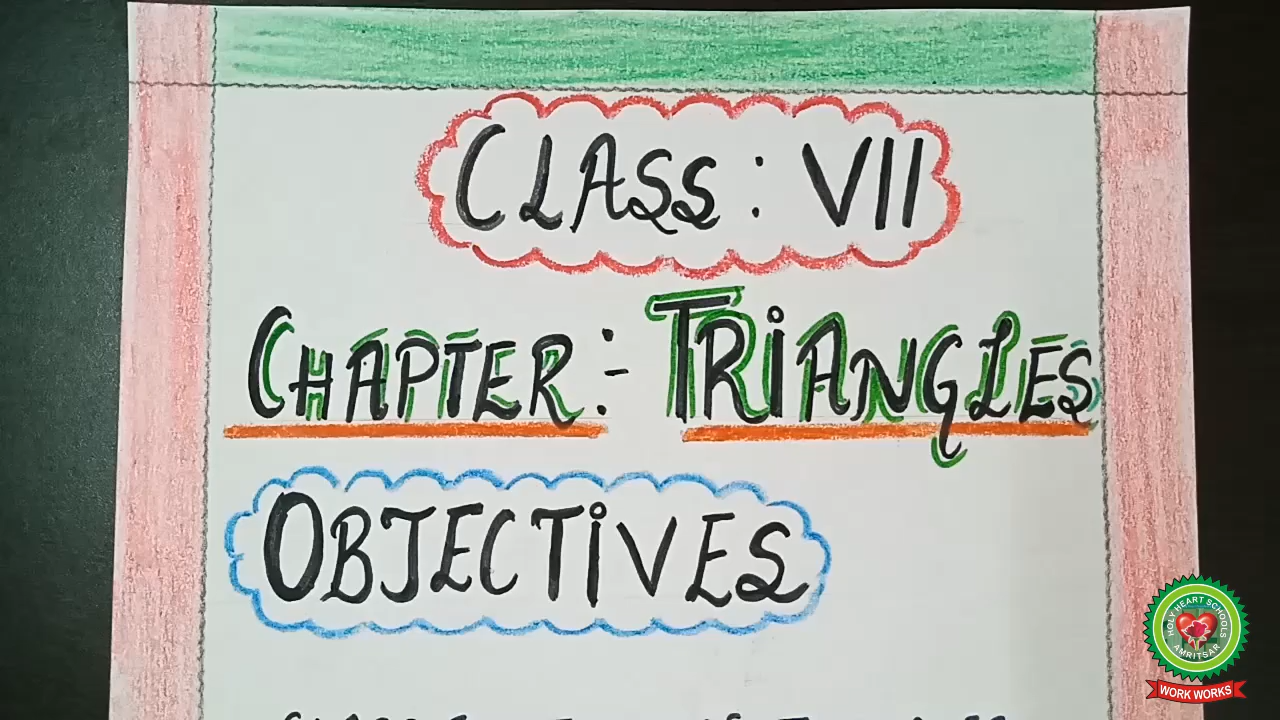 CLASS : VII
CHAPTER :- TRiANGLES
OBJECTiVES
HOLY HEART SCHOOLS
AMRITSAR
WORK WORKS